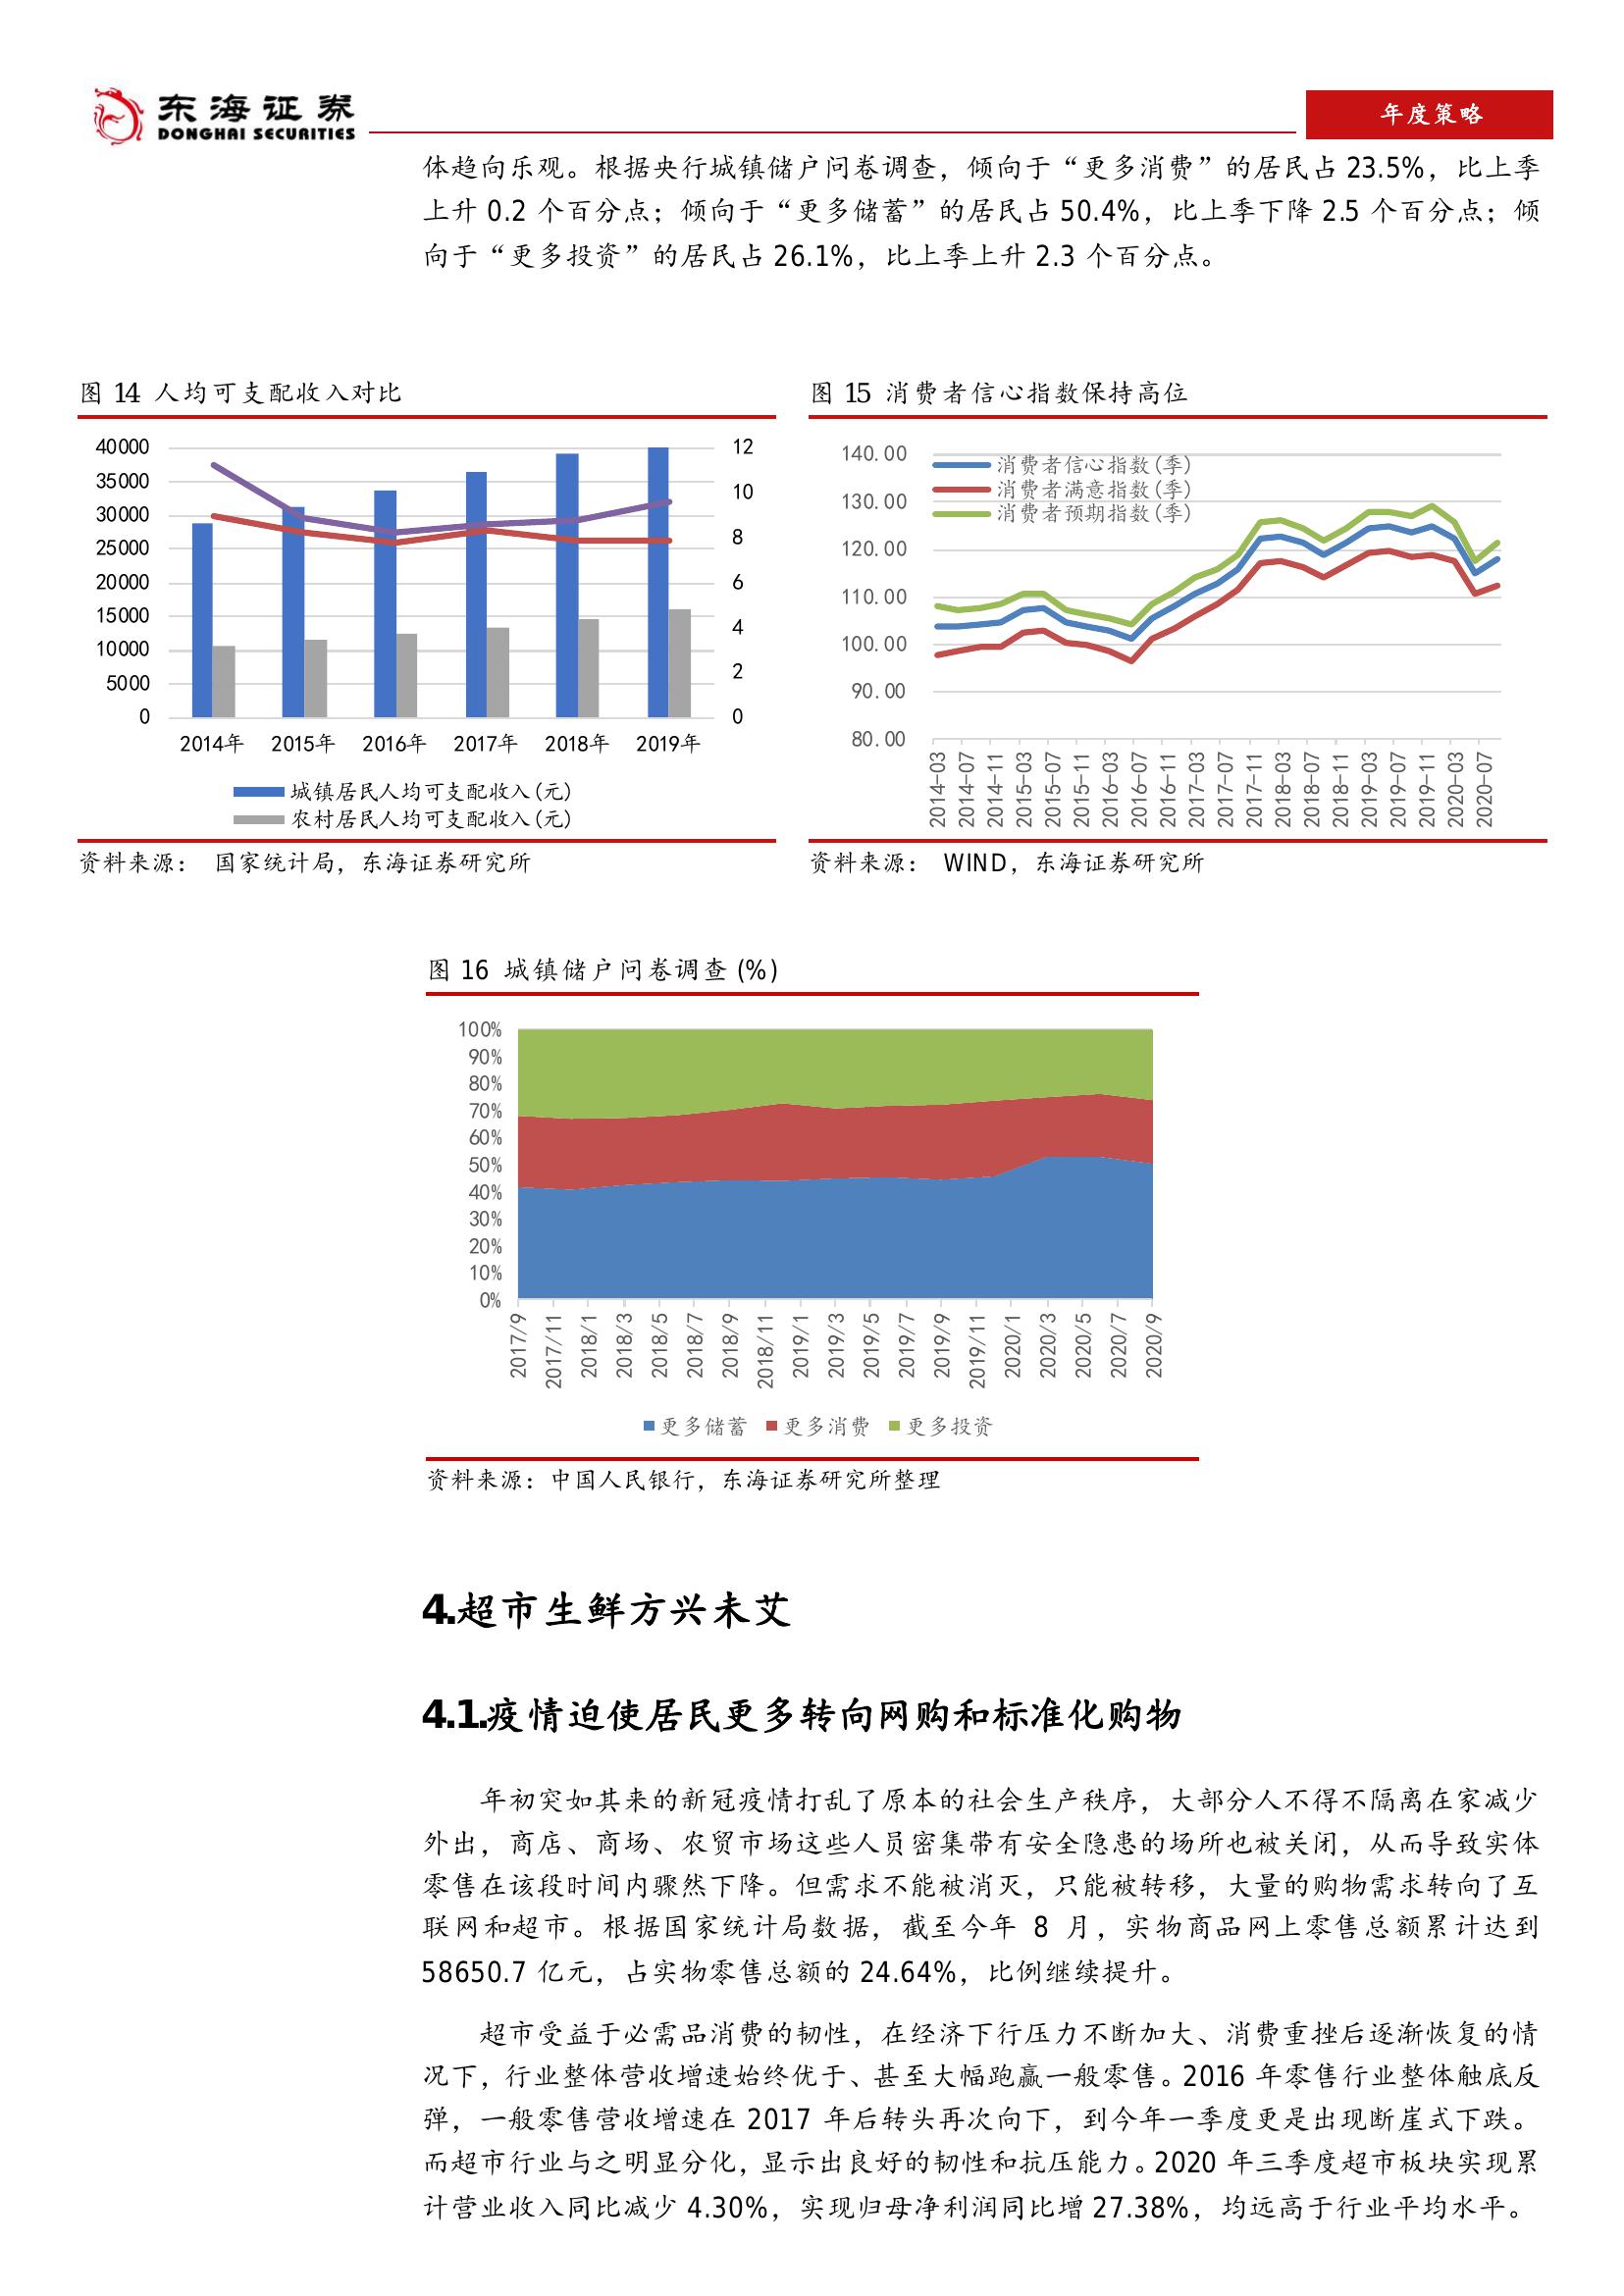 东海证券
DONGHAI SECURITIES
年度策略
体趋向乐观。根据央行城镇储户问卷调查，倾向于“更多消费”的居民占 23.5%，比上季
上升 0.2 个百分点；倾向于“更多储蓄”的居民占 50.4%，比上季下降 2.5 个百分点；倾
向于“更多投资”的居民占 26.1%，比上季上升 2.3 个百分点。
图 14 人均可支配收入对比
40000
35000
30000
25000
20000
15000
10000
5000
0
12
10
8
6
4
2
0
2014年 2015年 2016年 2017年 2018年 2019年
城镇居民人均可支配收入(元)
农村居民人均可支配收入(元)
资料来源： 国家统计局，东海证券研究所
图 15 消费者信心指数保持高位
140.00
130.00
120.00
110.00
100.00
90.00
80.00
消费者信心指数(季)
消费者满意指数(季)
消费者预期指数(季)
2014-03 2014-07 2014-11 2015-03 2015-07 2015-11 2016-03 2016-07 2016-11 2017-03 2017-07 2017-11 2018-03 2018-07 2018-11 2019-03 2019-07 2019-11 2020-03 2020-07
资料来源： WIND，东海证券研究所
图 16 城镇储户问卷调查 (%)
100%
90%
80%
70%
60%
50%
40%
30%
20%
10%
0%
2017/9 2017/11 2018/1 2018/3 2018/5 2018/7 2018/9 2018/11 2019/1 2019/3 2019/5 2019/7 2019/9 2019/11 2020/1 2020/3 2020/5 2020/7 2020/9
更多储蓄 更多消费 更多投资
资料来源：中国人民银行，东海证券研究所整理
4.超市生鲜方兴未艾
4.1.疫情迫使居民更多转向网购和标准化购物
年初突如其来的新冠疫情打乱了原本的社会生产秩序，大部分人不得不隔离在家减少
外出，商店、商场、农贸市场这些人员密集带有安全隐患的场所也被关闭，从而导致实体
零售在该段时间内骤然下降。但需求不能被消灭，只能被转移，大量的购物需求转向了互
联网和超市。根据国家统计局数据，截至今年 8 月，实物商品网上零售总额累计达到
58650.7 亿元，占实物零售总额的 24.64%，比例继续提升。
超市受益于必需品消费的韧性，在经济下行压力不断加大、消费重挫后逐渐恢复的情
况下，行业整体营收增速始终优于、甚至大幅跑赢一般零售。2016 年零售行业整体触底反
弹，一般零售营收增速在 2017 年后转头再次向下，到今年一季度更是出现断崖式下跌。
而超市行业与之明显分化，显示出良好的韧性和抗压能力。2020 年三季度超市板块实现累
计营业收入同比减少 4.30%，实现归母净利润同比增 27.38%，均远高于行业平均水平。